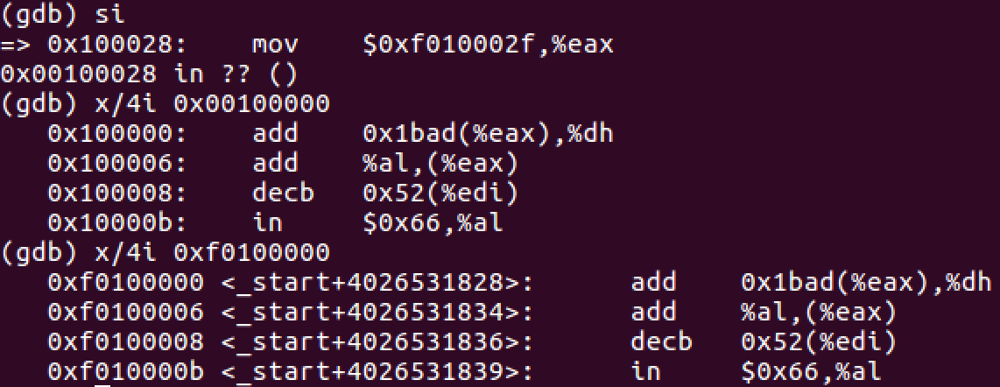 (gdb) si
=> 0x100028:    mov    $0xf010002f,%eax
0x00100028 in ?? ()
(gdb) x/4i 0x00100000
   0x100000:    add    0x1bad(%eax),%dh
   0x100006:    add    %al,(%eax)
   0x100008:    decb   0x52(%edi)
   0x10000b:    in     $0x66,%al
(gdb) x/4i 0xf0100000
   0xf0100000 <_start+4026531828>:      add    0x1bad(%eax),%dh
   0xf0100006 <_start+4026531834>:      add    %al,(%eax)
   0xf0100008 <_start+4026531836>:      decb   0x52(%edi)
   0xf010000b <_start+4026531839>:      in     $0x66,%al